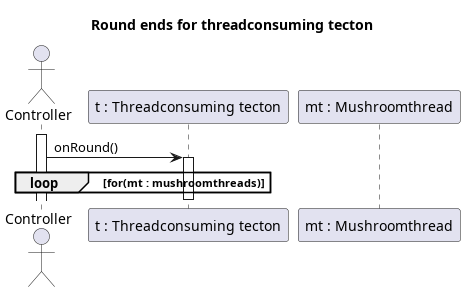 Round ends for threadconsuming tecton
Controller
t : Threadconsuming tecton
mt : Mushroomthread
onRound()
loop
[for(mt : mushroomthreads)]
Controller
t : Threadconsuming tecton
mt : Mushroomthread